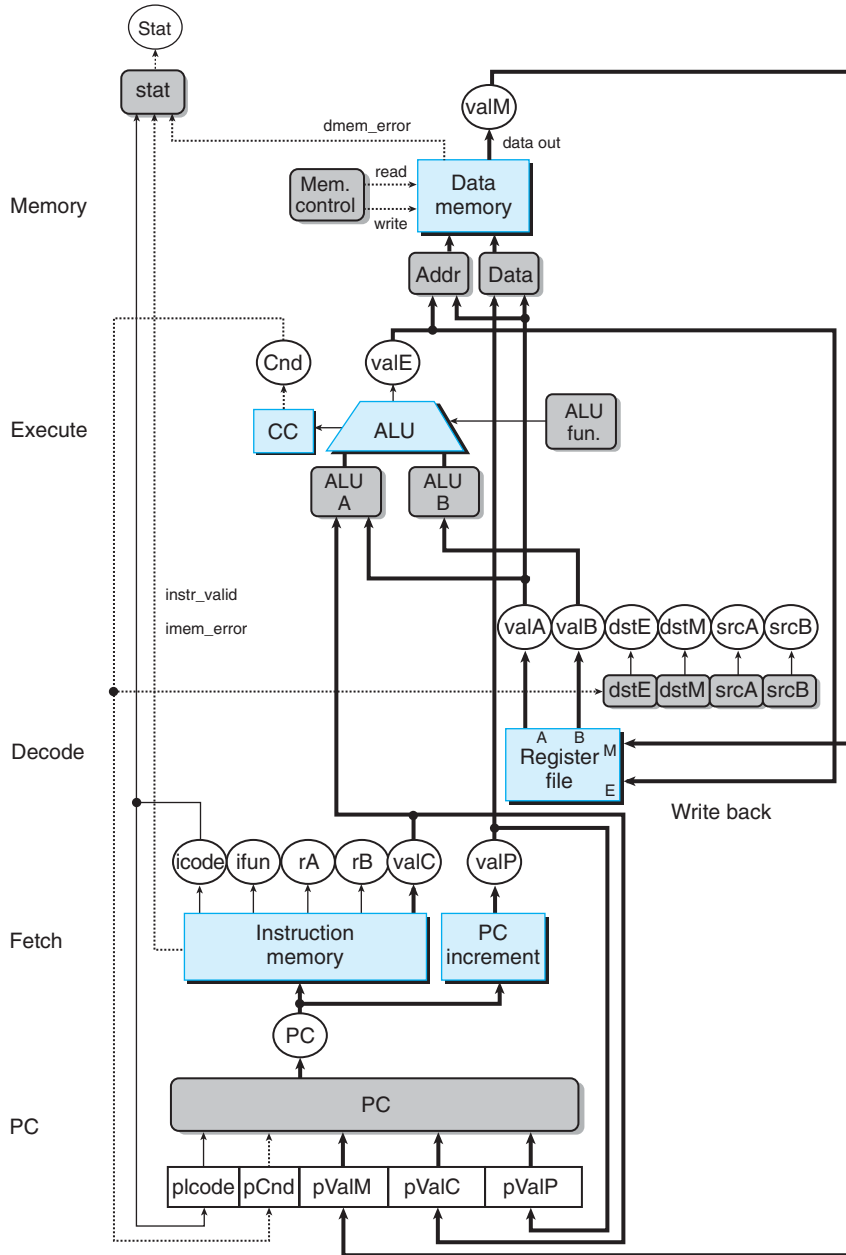 Stat
stat
valM
dmem_error
data out
Memory
Mem.
control
read
write
Data
memory
Addr
Data
Cnd
valE
Execute
CC
ALU
ALU
fun.
ALU
A
ALU
B
instr_valid
imem_error
valA
valB
dstE
dstM
srcA
srcB
dstE
dstM
srcA
srcB
Decode
A
B
M
E
Register
file
Write back
icode
ifun
rA
rB
valC
valP
Fetch
Instruction
memory
PC
increment
PC
PC
PC
pIcode
pCnd
pValM
pValC
pValP